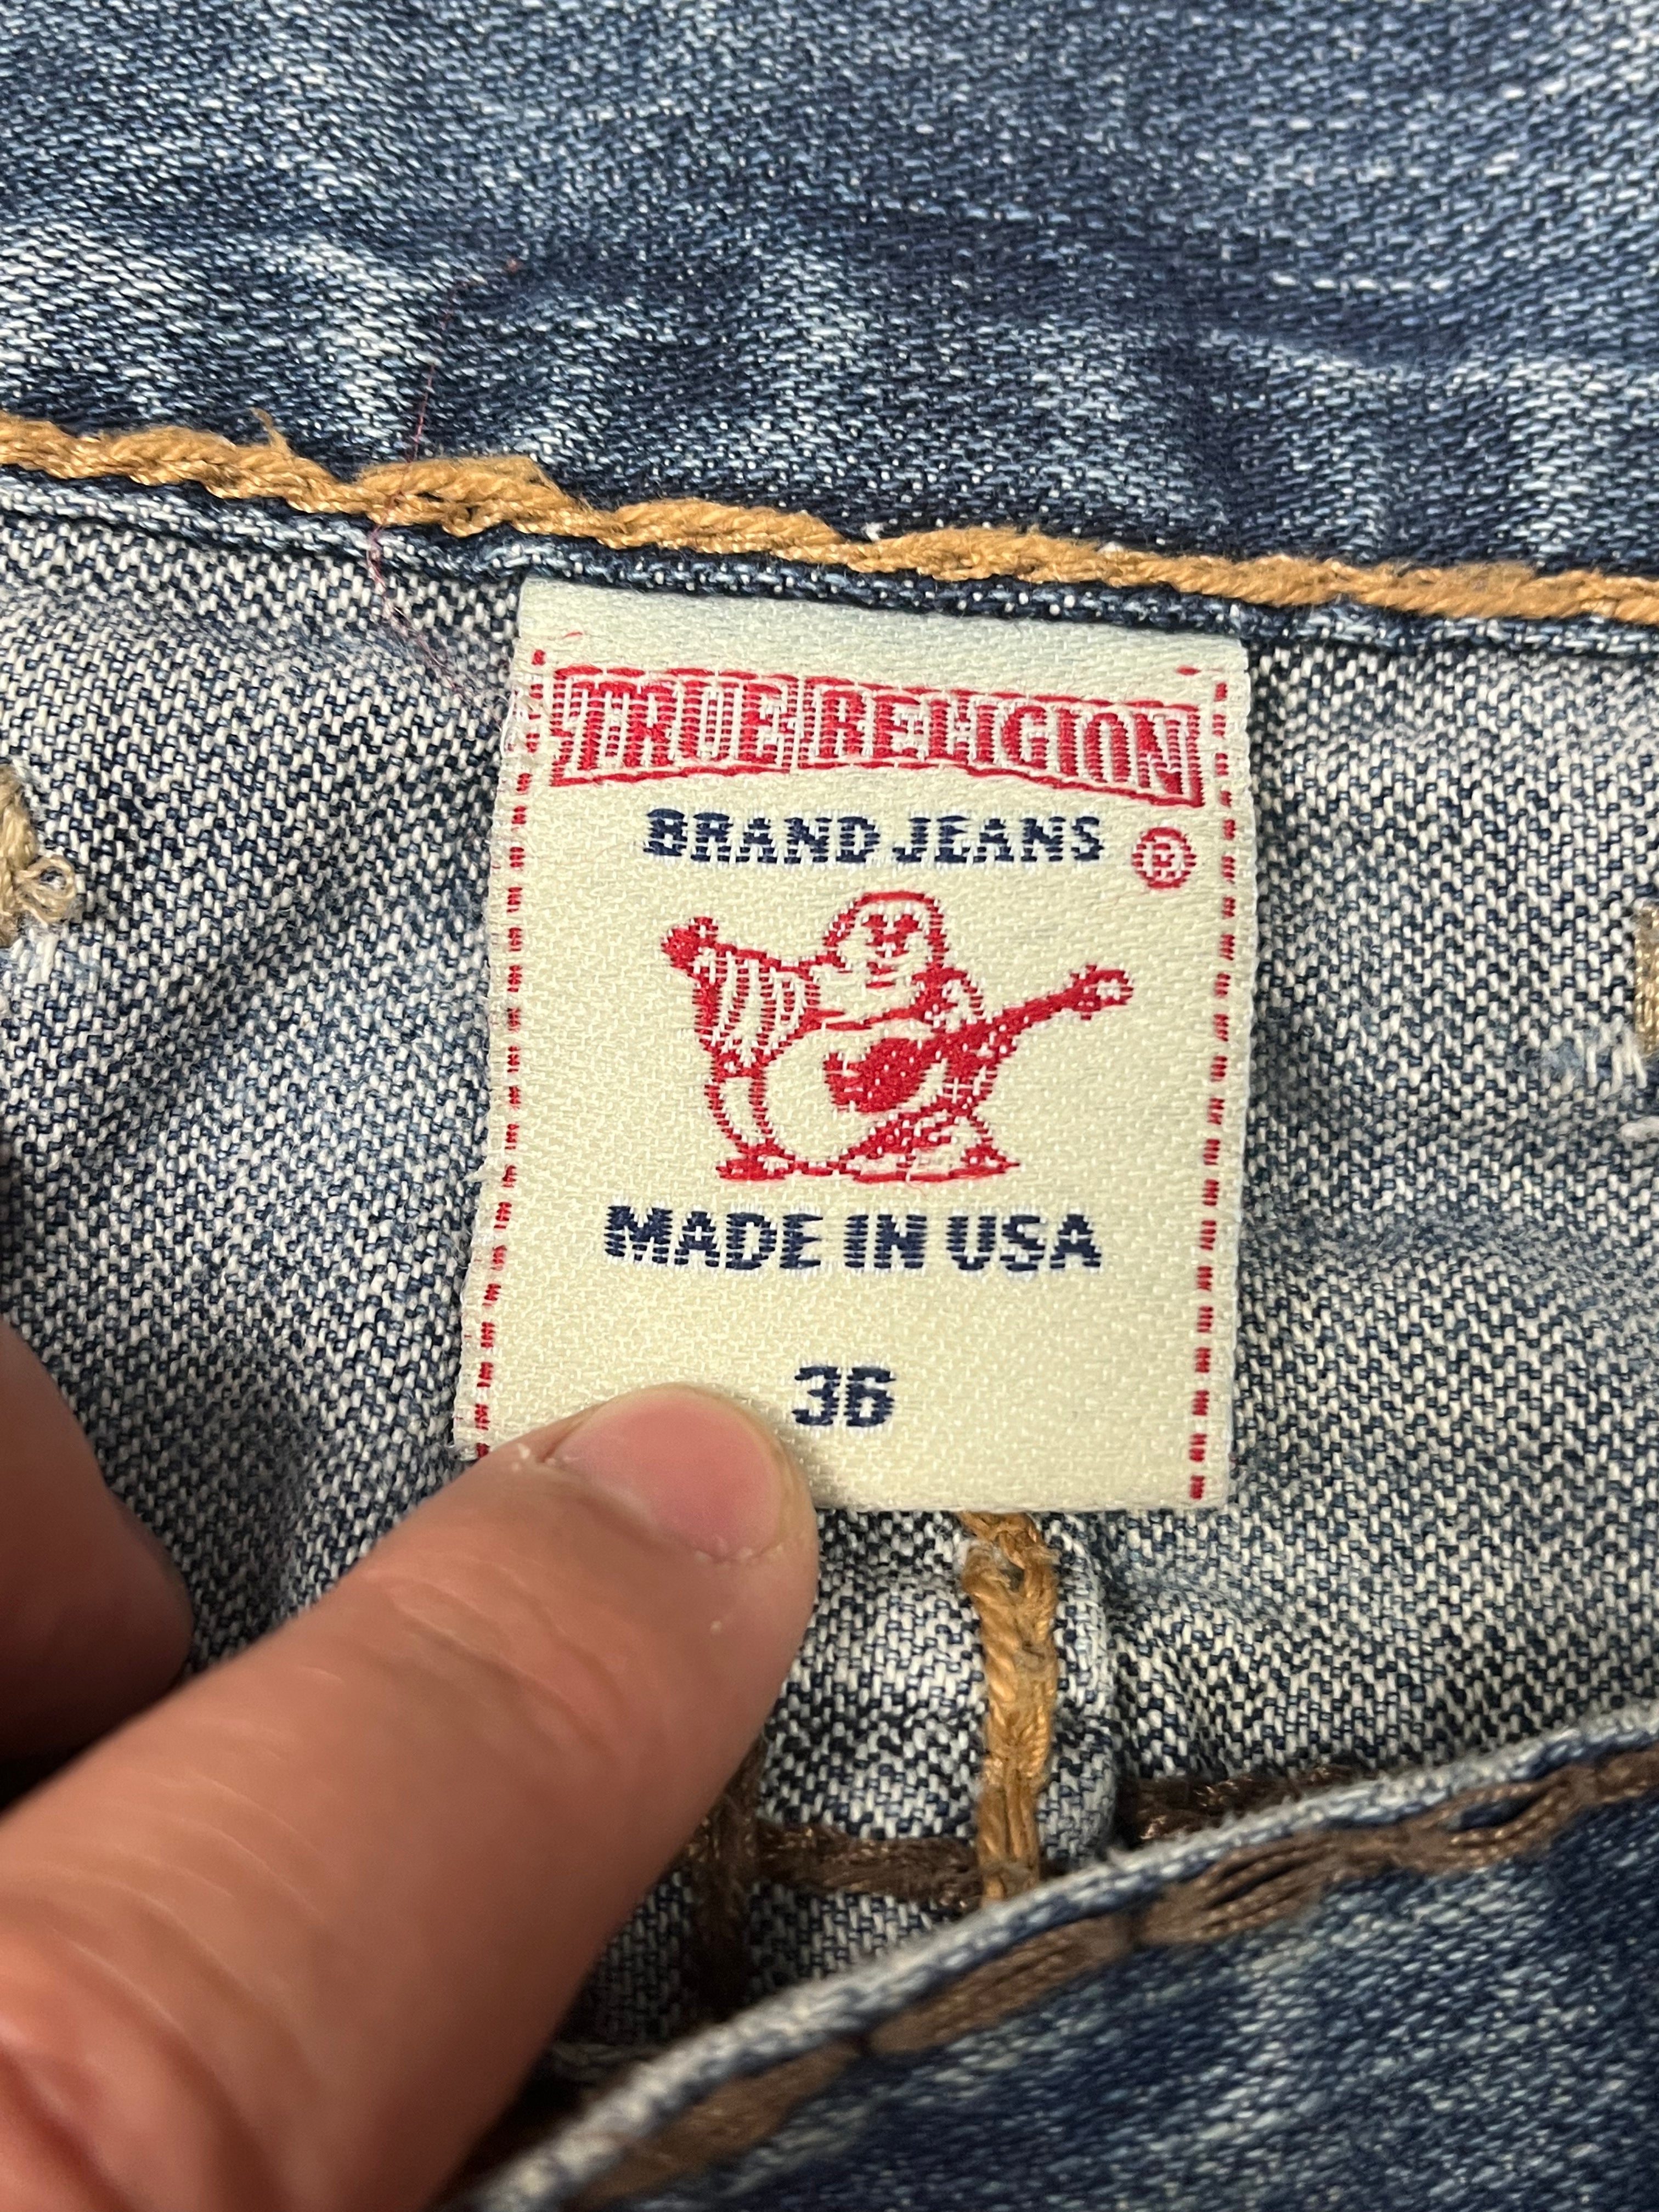 TRUE RELIGION
BRAND JEANS ®
MADE IN USA
36